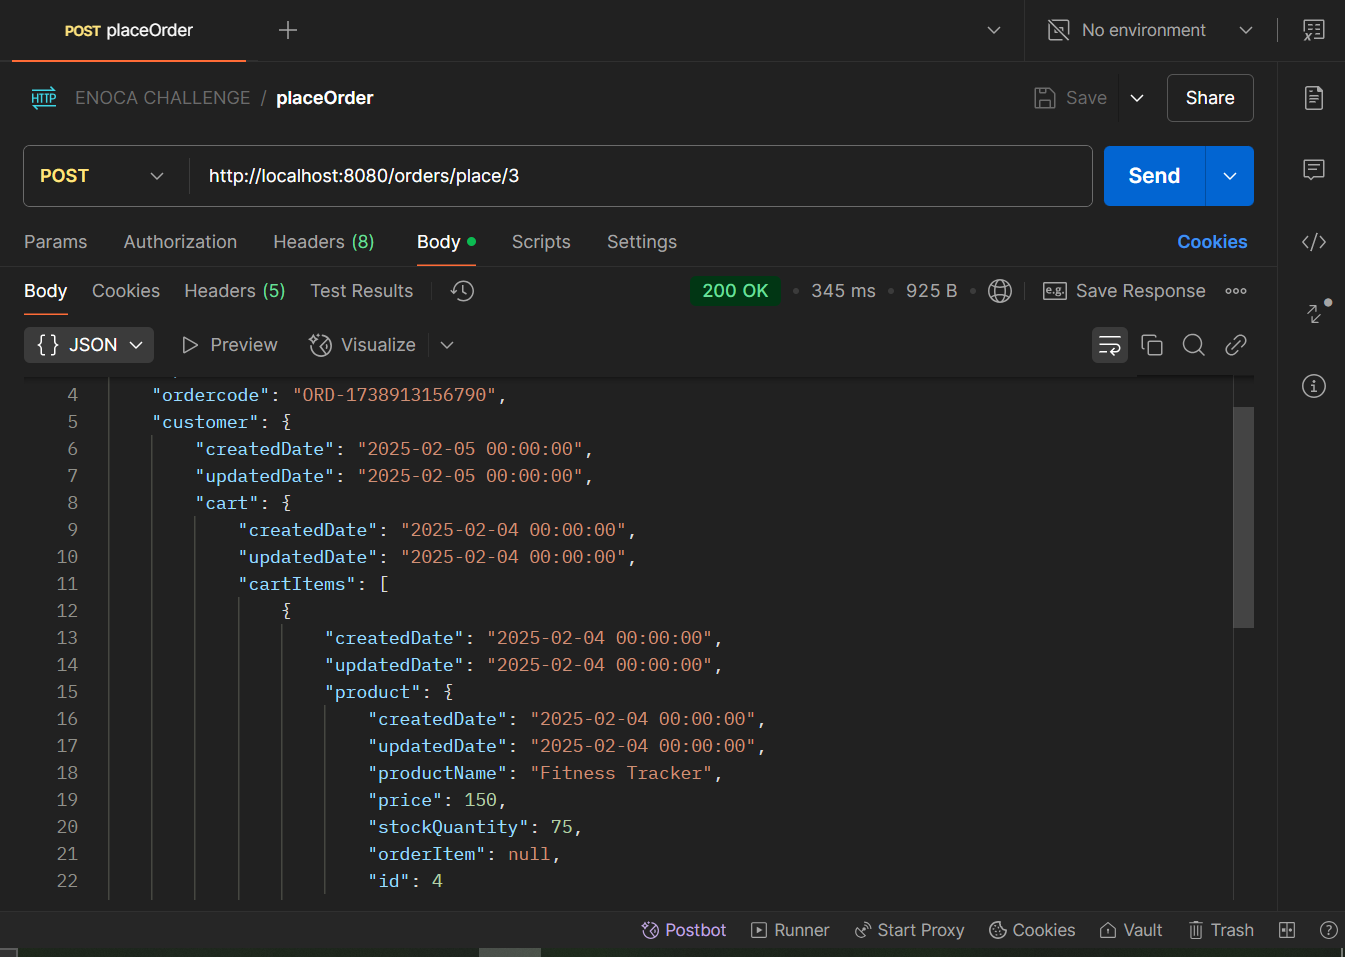 POST placeOrder
No environment
HTTP ENOCA CHALLENGE / placeOrder
Save
Share
POST
http://localhost:8080/orders/place/3
Send
Params Authorization Headers (8) Body Scripts Settings Cookies
Body Cookies Headers (5) Test Results 200 OK 345 ms 925 B e.g. Save Response
{} JSON Preview Visualize
4 "ordercode": "ORD-1738913156790",
5 "customer": {
6 "createdDate": "2025-02-05 00:00:00",
7 "updatedDate": "2025-02-05 00:00:00",
8 "cart": {
9 "createdDate": "2025-02-04 00:00:00",
10 "updatedDate": "2025-02-04 00:00:00",
11 "cartItems": [
12 {
13 "createdDate": "2025-02-04 00:00:00",
14 "updatedDate": "2025-02-04 00:00:00",
15 "product": {
16 "createdDate": "2025-02-04 00:00:00",
17 "updatedDate": "2025-02-04 00:00:00",
18 "productName": "Fitness Tracker",
19 "price": 150,
20 "stockQuantity": 75,
21 "orderItem": null,
22 "id": 4
Postbot Runner Start Proxy Cookies Vault Trash